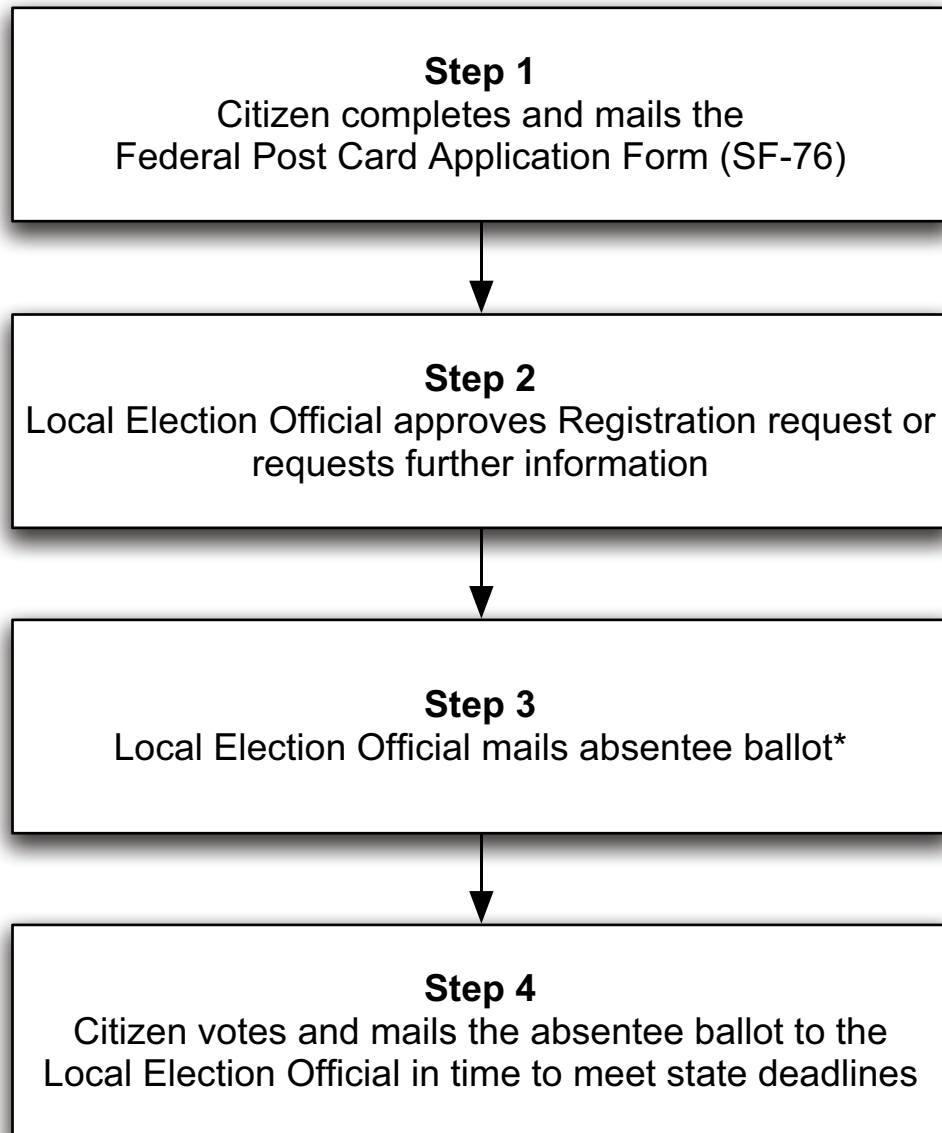 Step 1
Citizen completes and mails the
Federal Post Card Application Form (SF-76)
Step 2
Local Election Official approves Registration request or
requests further information
Step 3
Local Election Official mails absentee ballot*
Step 4
Citizen votes and mails the absentee ballot to the
Local Election Official in time to meet state deadlines